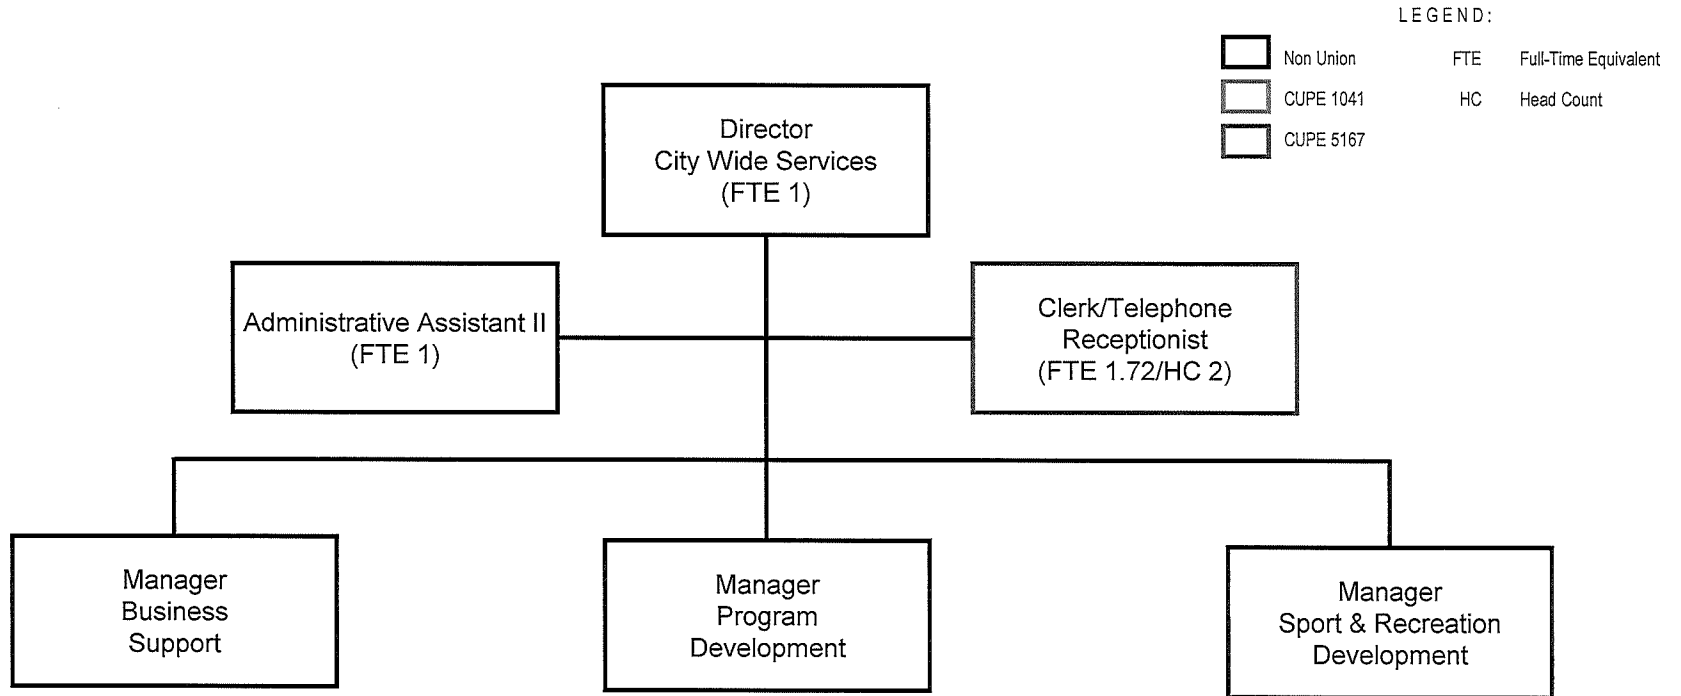 LEGEND:
Non Union FTE Full-Time Equivalent
CUPE 1041 HC Head Count
CUPE 5167
Director
City Wide Services
(FTE 1)
Administrative Assistant II
(FTE 1)
Clerk/Telephone
Receptionist
(FTE 1.72/HC 2)
Manager
Business
Support
Manager
Program
Development
Manager
Sport & Recreation
Development